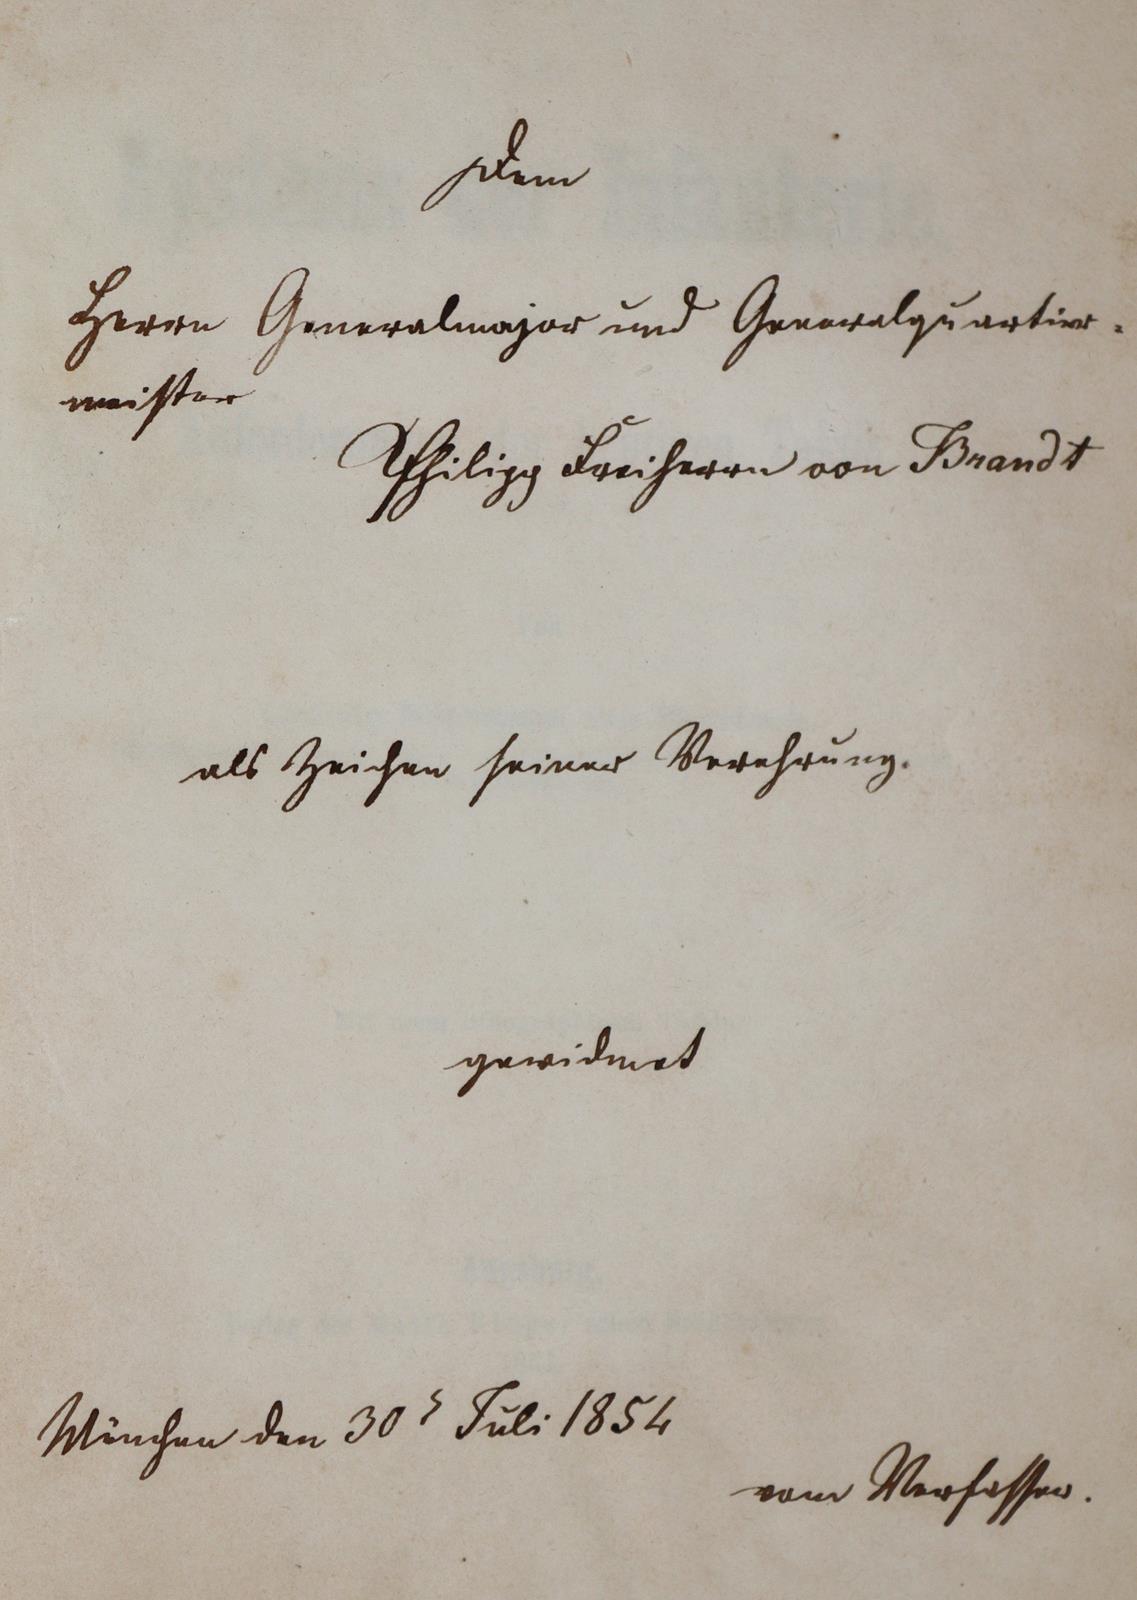 Dem
Herrn Generalmajor und Generalquartier-
meister
Philipp Freiherrn von Brandt
als Zeichen seiner Verehrung.
gewidmet
München den 30t Juli 1854
vom Verfasser.